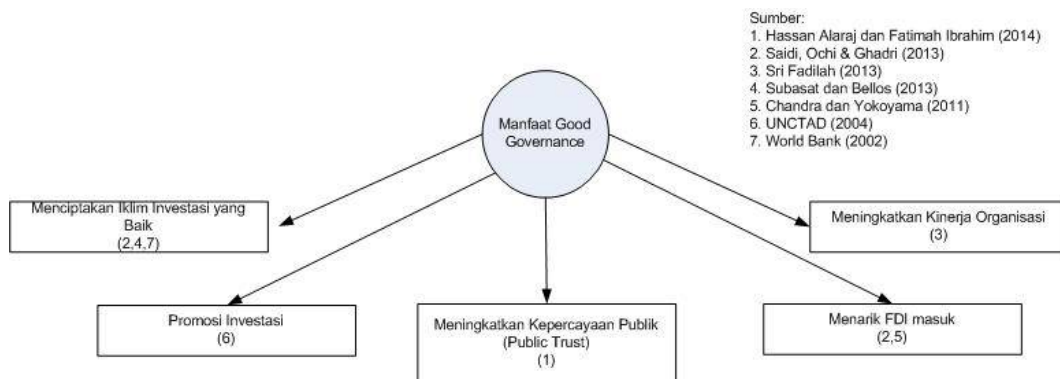 Sumber:
1. Hassan Alaraj dan Fatimah Ibrahim (2014)
2. Saidi, Ochi & Ghadri (2013)
3. Sri Fadilah (2013)
4. Subasat dan Bellos (2013)
5. Chandra dan Yokoyama (2011)
6. UNCTAD (2004)
7. World Bank (2002)
Manfaat Good
Governance
Menciptakan Iklim Investasi yang
Baik
(2,4,7)
Meningkatkan Kinerja Organisasi
(3)
Promosi Investasi
(6)
Meningkatkan Kepercayaan Publik
(Public Trust)
(1)
Menarik FDI masuk
(2,5)